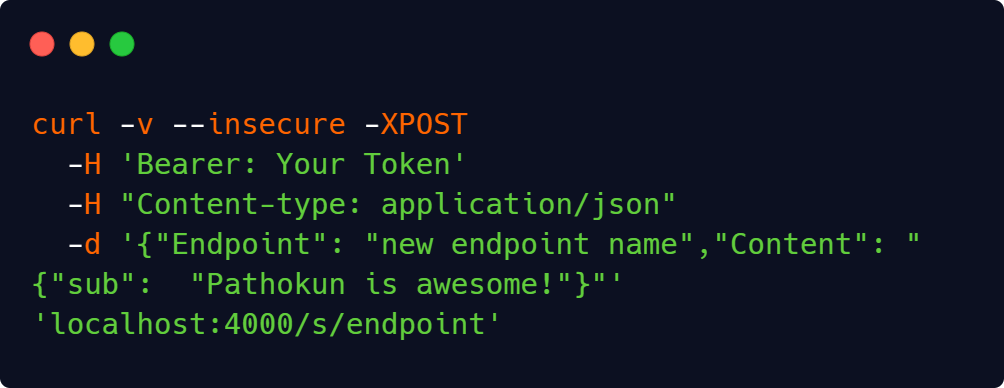 curl -v --insecure -XPOST
-H 'Bearer: Your Token'
-H "Content-type: application/json"
-d '{"Endpoint": "new endpoint name","Content": "
{"sub":  "Pathokun is awesome!"}"'
'localhost:4000/s/endpoint'